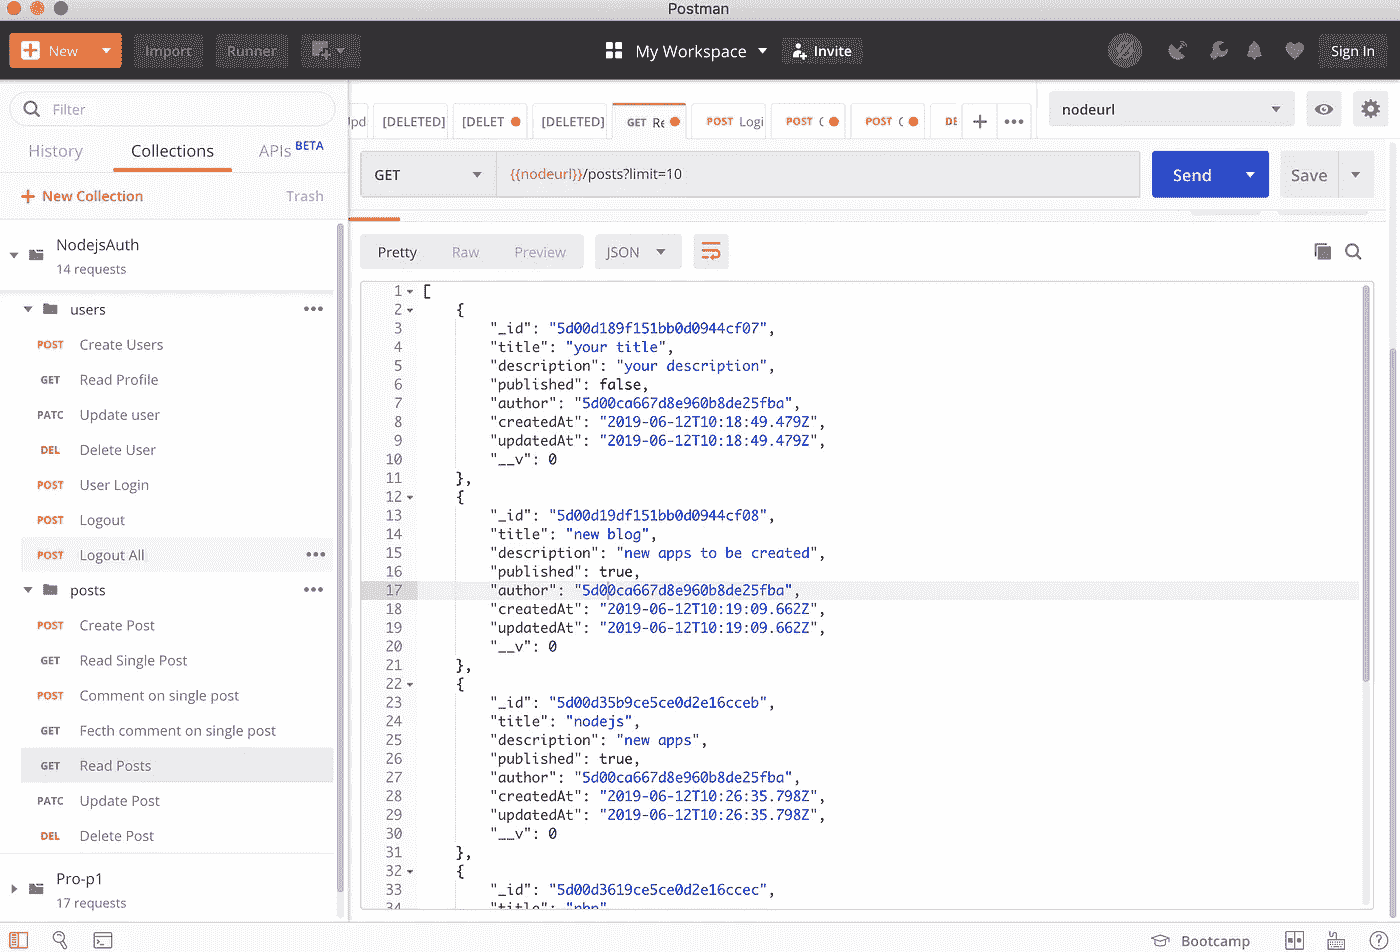 Postman
New
Import
Runner
My Workspace
Invite
Sign In
Filter
History
Collections
APIs BETA
New Collection
Trash
NodejsAuth
14 requests
users
POST Create Users
GET Read Profile
PATC Update user
DEL Delete User
POST User Login
POST Logout
POST Logout All
posts
POST Create Post
GET Read Single Post
POST Comment on single post
GET Fecth comment on single post
GET Read Posts
PATC Update Post
DEL Delete Post
Pro-p1
17 requests
[DELETED] [DELET [DELETED] GET Re POST Logi POST POST DE
nodeurl
GET {{nodeurl}}/posts?limit=10
Send
Save
Pretty Raw Preview JSON
1 [
2 {
3 "_id": "5d00d189f151bb0d0944cf07",
4 "title": "your title",
5 "description": "your description",
6 "published": false,
7 "author": "5d00ca667d8e960b8de25fba",
8 "createdAt": "2019-06-12T10:18:49.479Z",
9 "updatedAt": "2019-06-12T10:18:49.479Z",
10 "__v": 0
11 },
12 {
13 "_id": "5d00d19df151bb0d0944cf08",
14 "title": "new blog",
15 "description": "new apps to be created",
16 "published": true,
17 "author": "5d00ca667d8e960b8de25fba",
18 "createdAt": "2019-06-12T10:19:09.662Z",
19 "updatedAt": "2019-06-12T10:19:09.662Z",
20 "__v": 0
21 },
22 {
23 "_id": "5d00d35b9ce5ce0d2e16cceb",
24 "title": "nodejs",
25 "description": "new apps",
26 "published": true,
27 "author": "5d00ca667d8e960b8de25fba",
28 "createdAt": "2019-06-12T10:26:35.798Z",
29 "updatedAt": "2019-06-12T10:26:35.798Z",
30 "__v": 0
31 },
32 {
33 "_id": "5d00d3619ce5ce0d2e16ccec",
34 "title":
Bootcamp